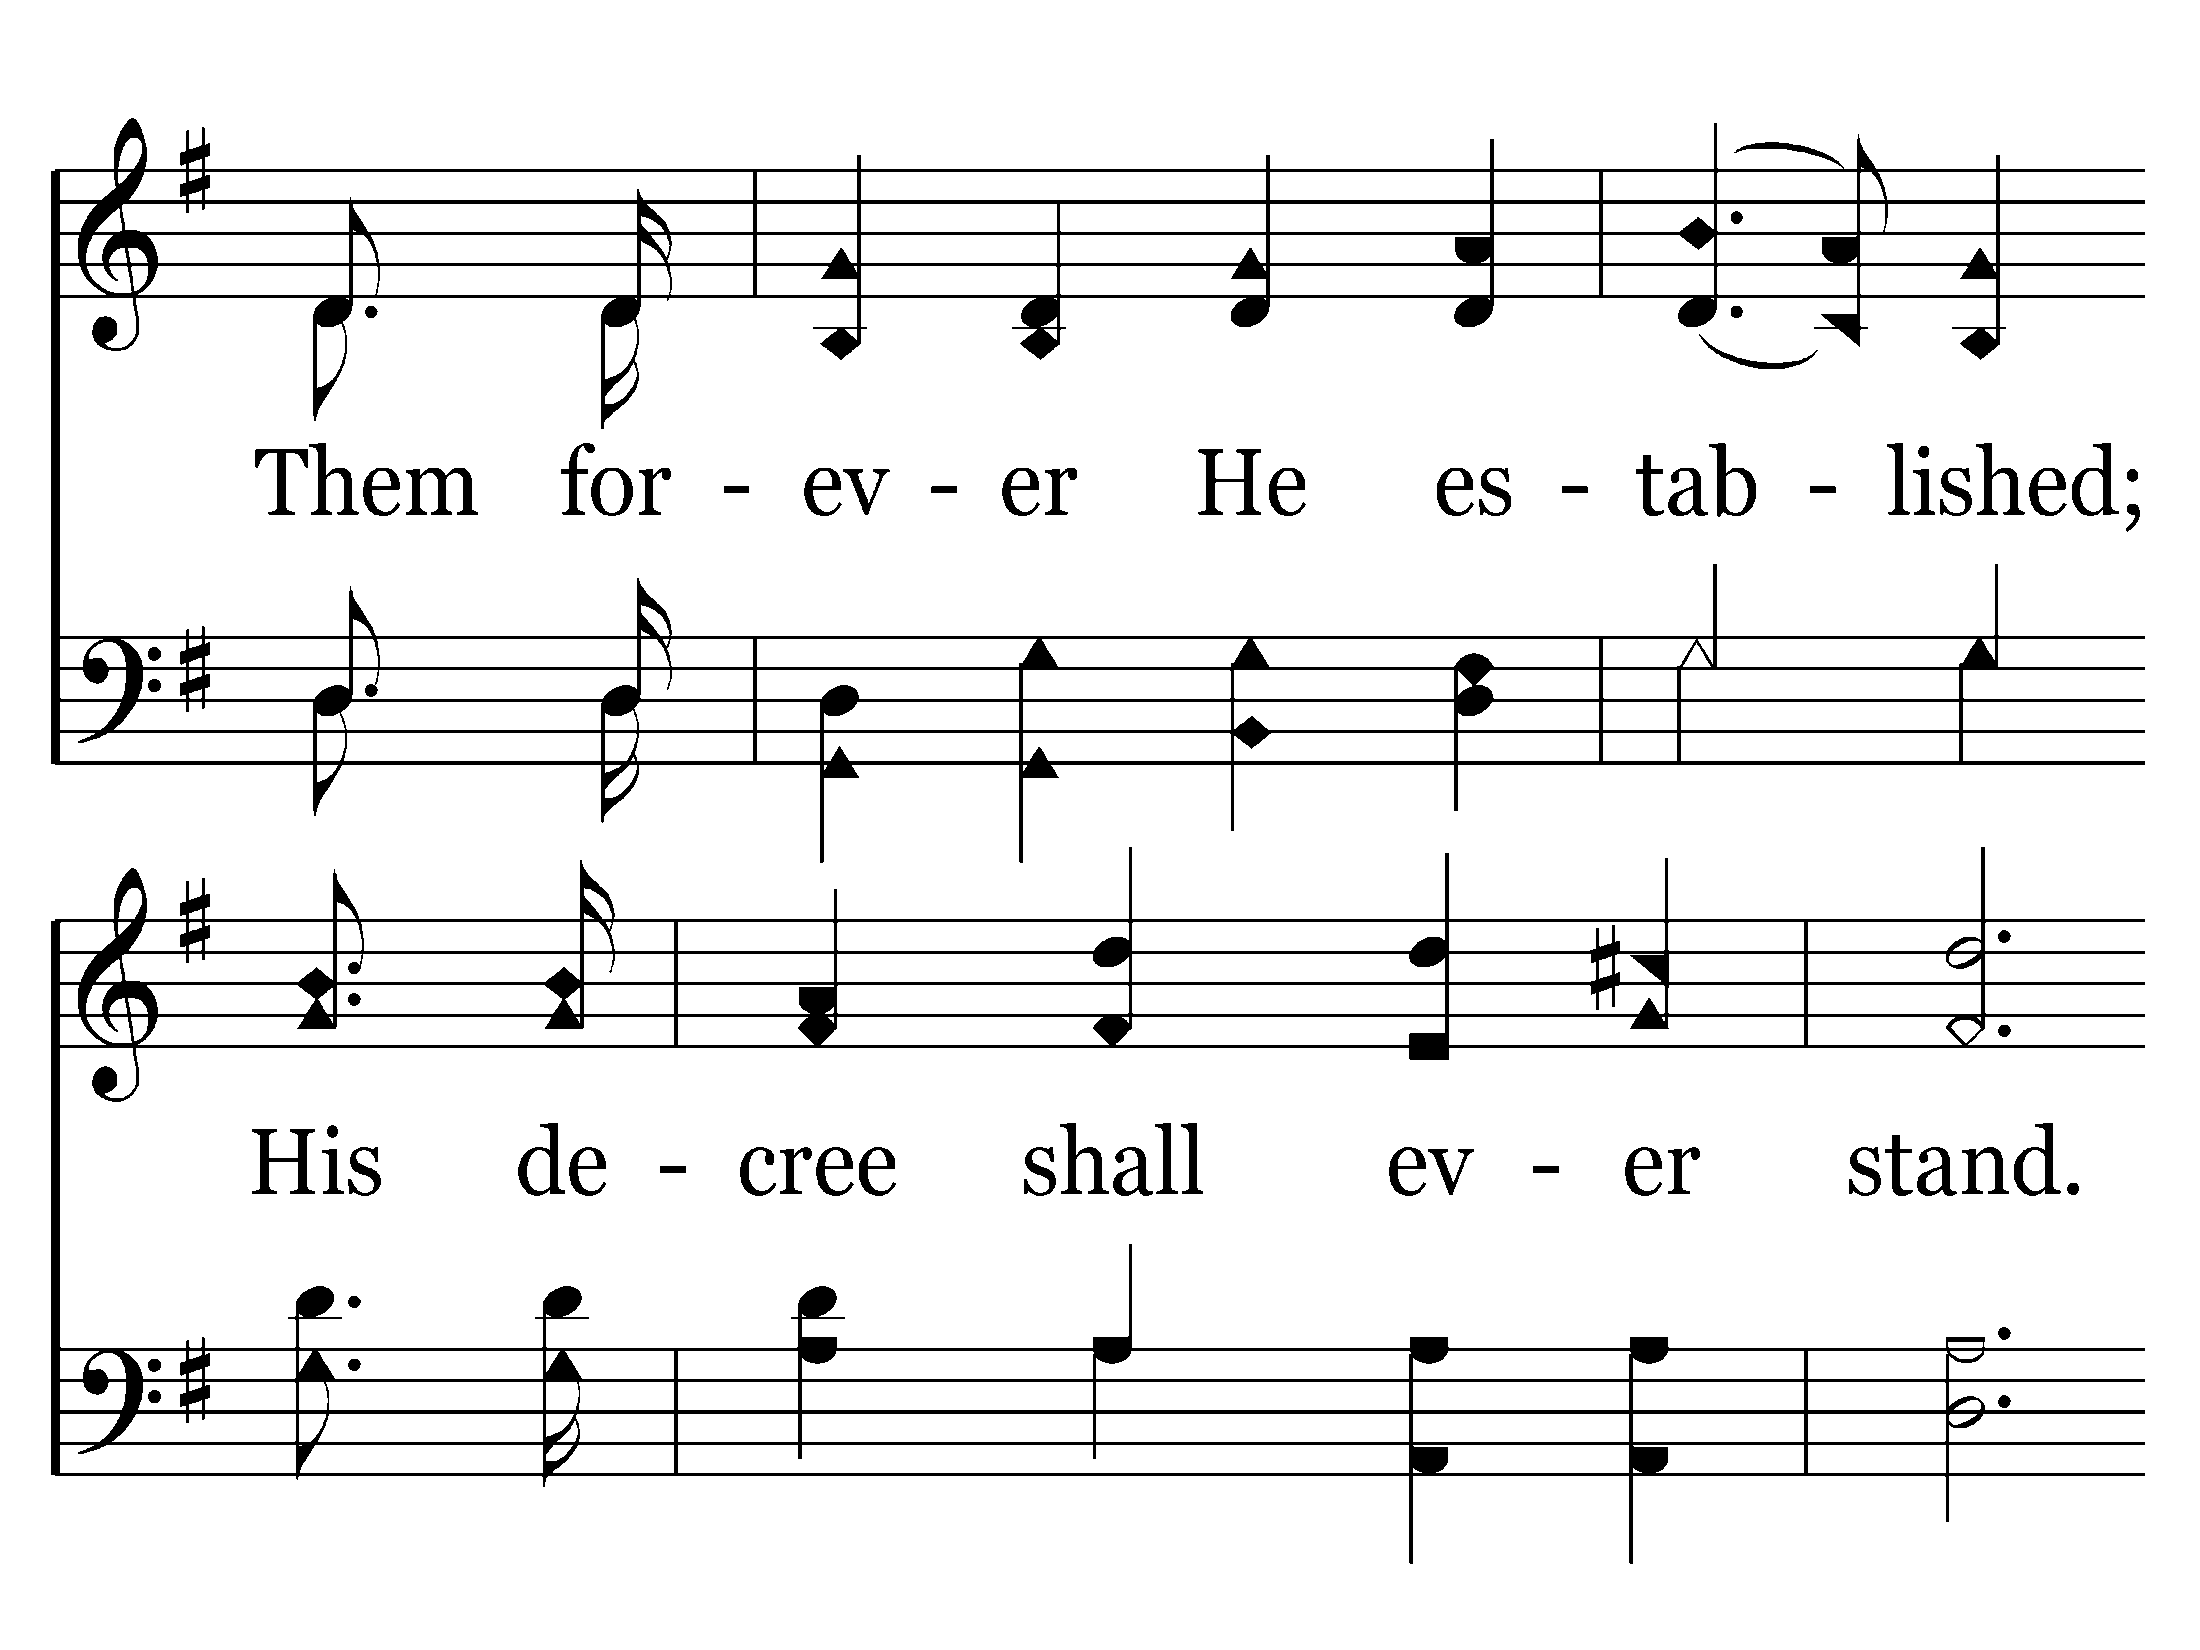 Them for - ev - er He es - tab - lished;
His de - cree shall ev - er stand.